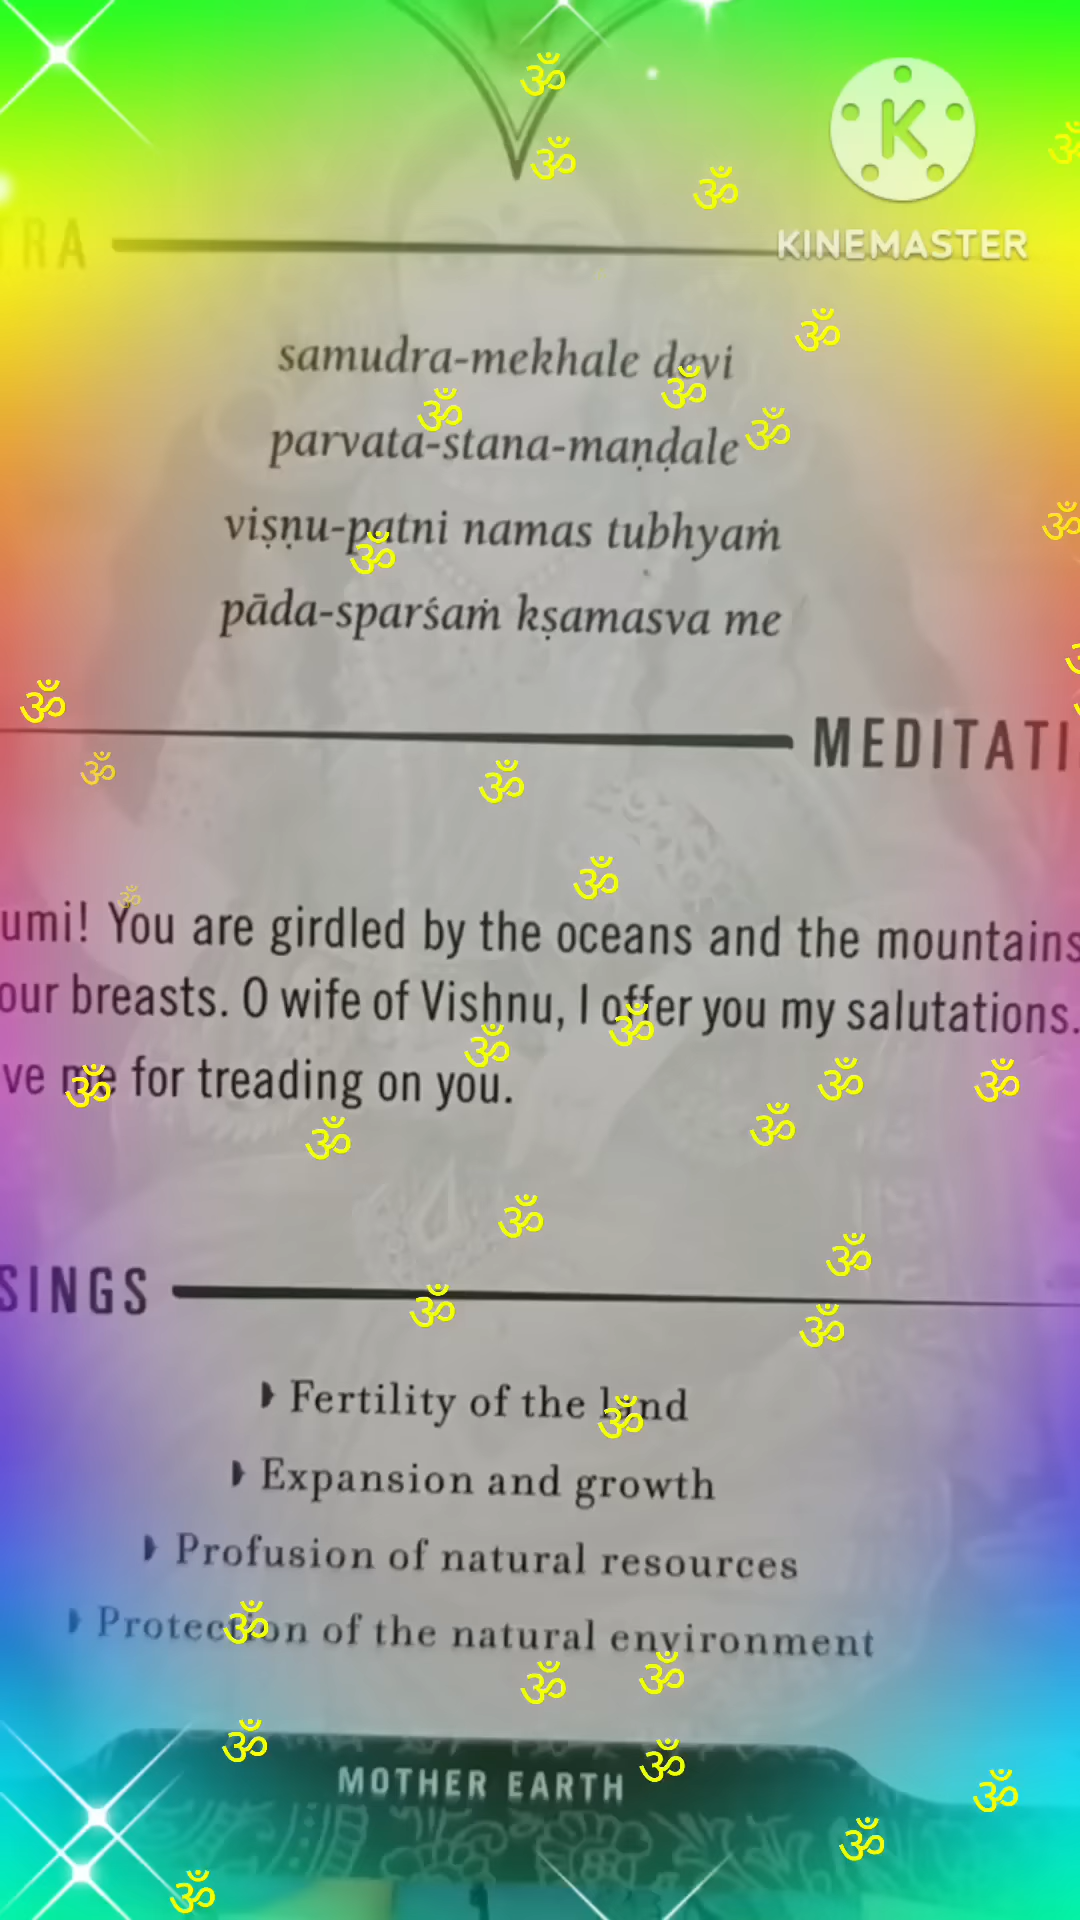 KINEMASTER
TRA
samudra-mekhale devi
parvata-stana-maṇḍale
viṣṇu-patni namas tubhyaṁ
pāda-sparśaṁ kṣamasva me
MEDITATI
umi! You are girdled by the oceans and the mountains
our breasts. O wife of Vishnu, I offer you my salutations.
ve me for treading on you.
SINGS
Fertility of the land
Expansion and growth
Profusion of natural resources
Protection of the natural environment
MOTHER EARTH
ॐ